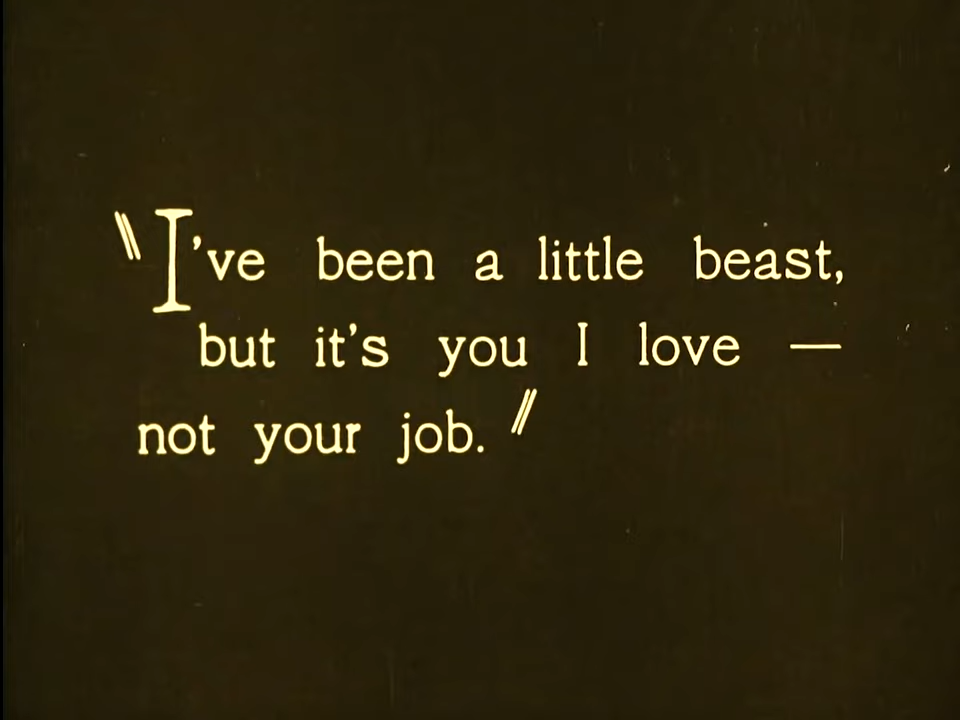 "I've been a little beast,
but it's you I love —
not your job."